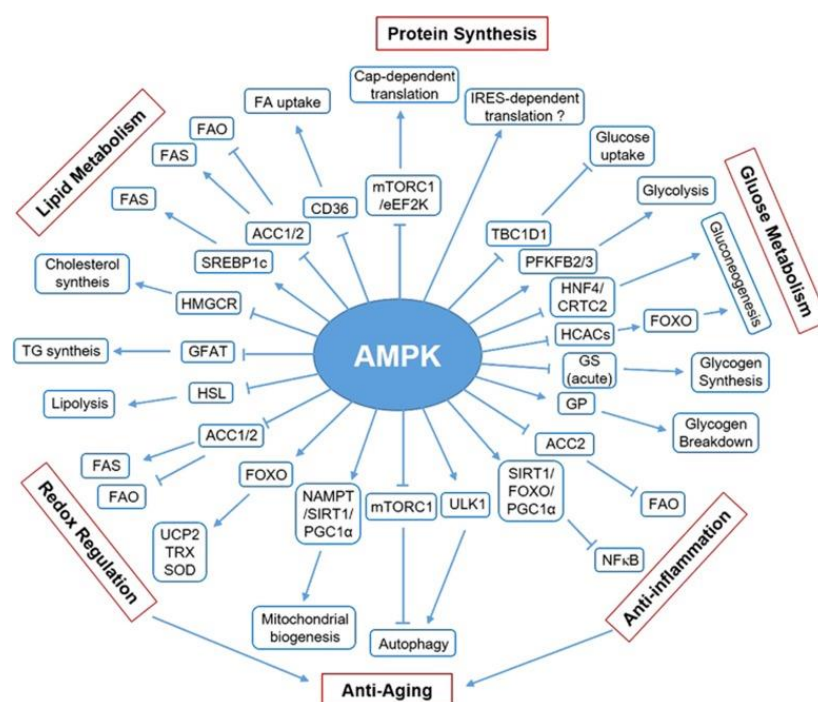 Protein Synthesis
Cap-dependent
translation
IRES-dependent
translation ?
FA uptake
FAO
FAS
FAS
Lipid Metabolism
Glucose
uptake
Glycolysis
Gluconeogenesis
Glucose Metabolism
mTORC1
/eEF2K
CD36
ACC1/2
SREBP1c
TBC1D1
PFKFB2/3
HNF4/
CRTC2
Cholesterol
syntheis
HMGCR
HCACs
FOXO
AMPK
TG syntheis
GFAT
GS
(acute)
Glycogen
Synthesis
Lipolysis
HSL
GP
Glycogen
Breakdown
ACC1/2
FAS
FAO
ACC2
FAO
FOXO
UCP2
TRX
SOD
NAMPT
/SIRT1/
PGC1α
mTORC1
ULK1
SIRT1/
FOXO/
PGC1α
NFκB
Redox Regulation
Anti-inflammation
Mitochondrial
biogenesis
Autophagy
Anti-Aging